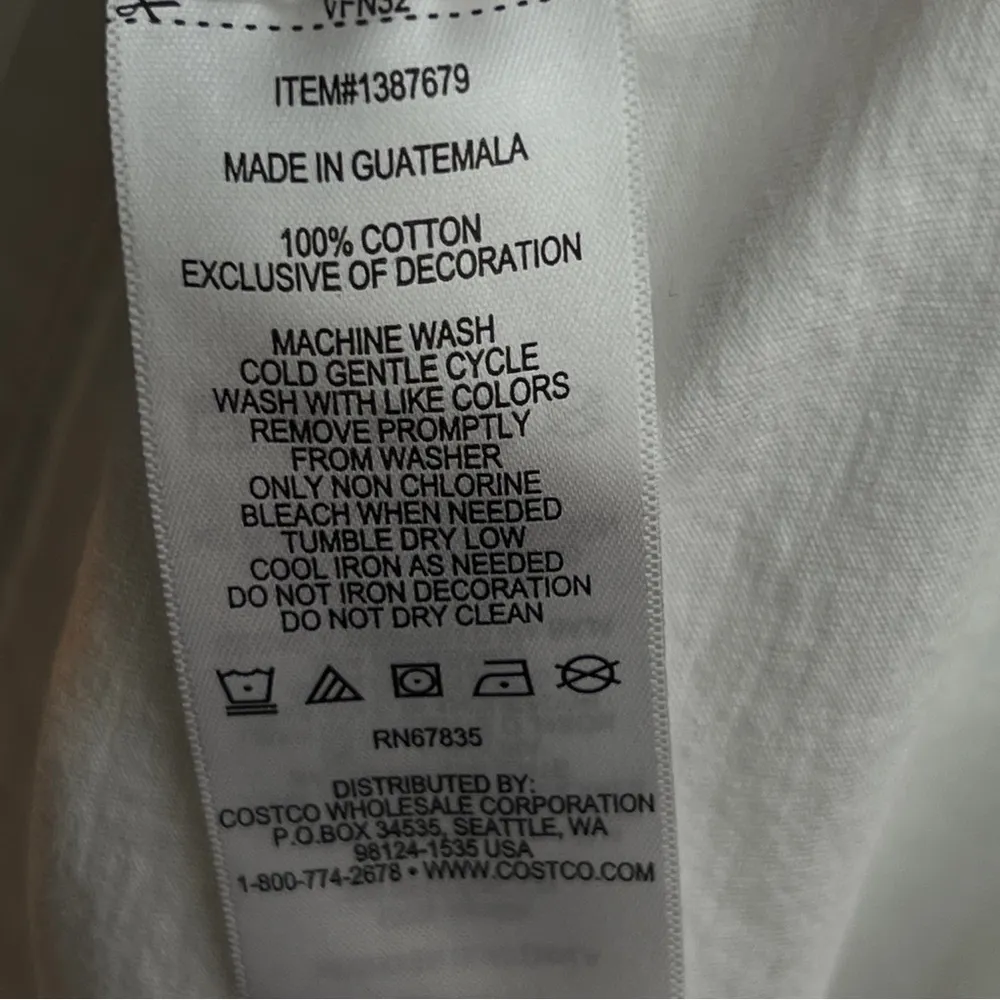 VFN32
ITEM#1387679
MADE IN GUATEMALA
100% COTTON
EXCLUSIVE OF DECORATION
MACHINE WASH
COLD GENTLE CYCLE
WASH WITH LIKE COLORS
REMOVE PROMPTLY
FROM WASHER
ONLY NON CHLORINE
BLEACH WHEN NEEDED
TUMBLE DRY LOW
COOL IRON AS NEEDED
DO NOT IRON DECORATION
DO NOT DRY CLEAN
RN67835
DISTRIBUTED BY:
COSTCO WHOLESALE CORPORATION
P.O.BOX 34535, SEATTLE, WA
98124-1535 USA
1-800-774-2678 • WWW.COSTCO.COM